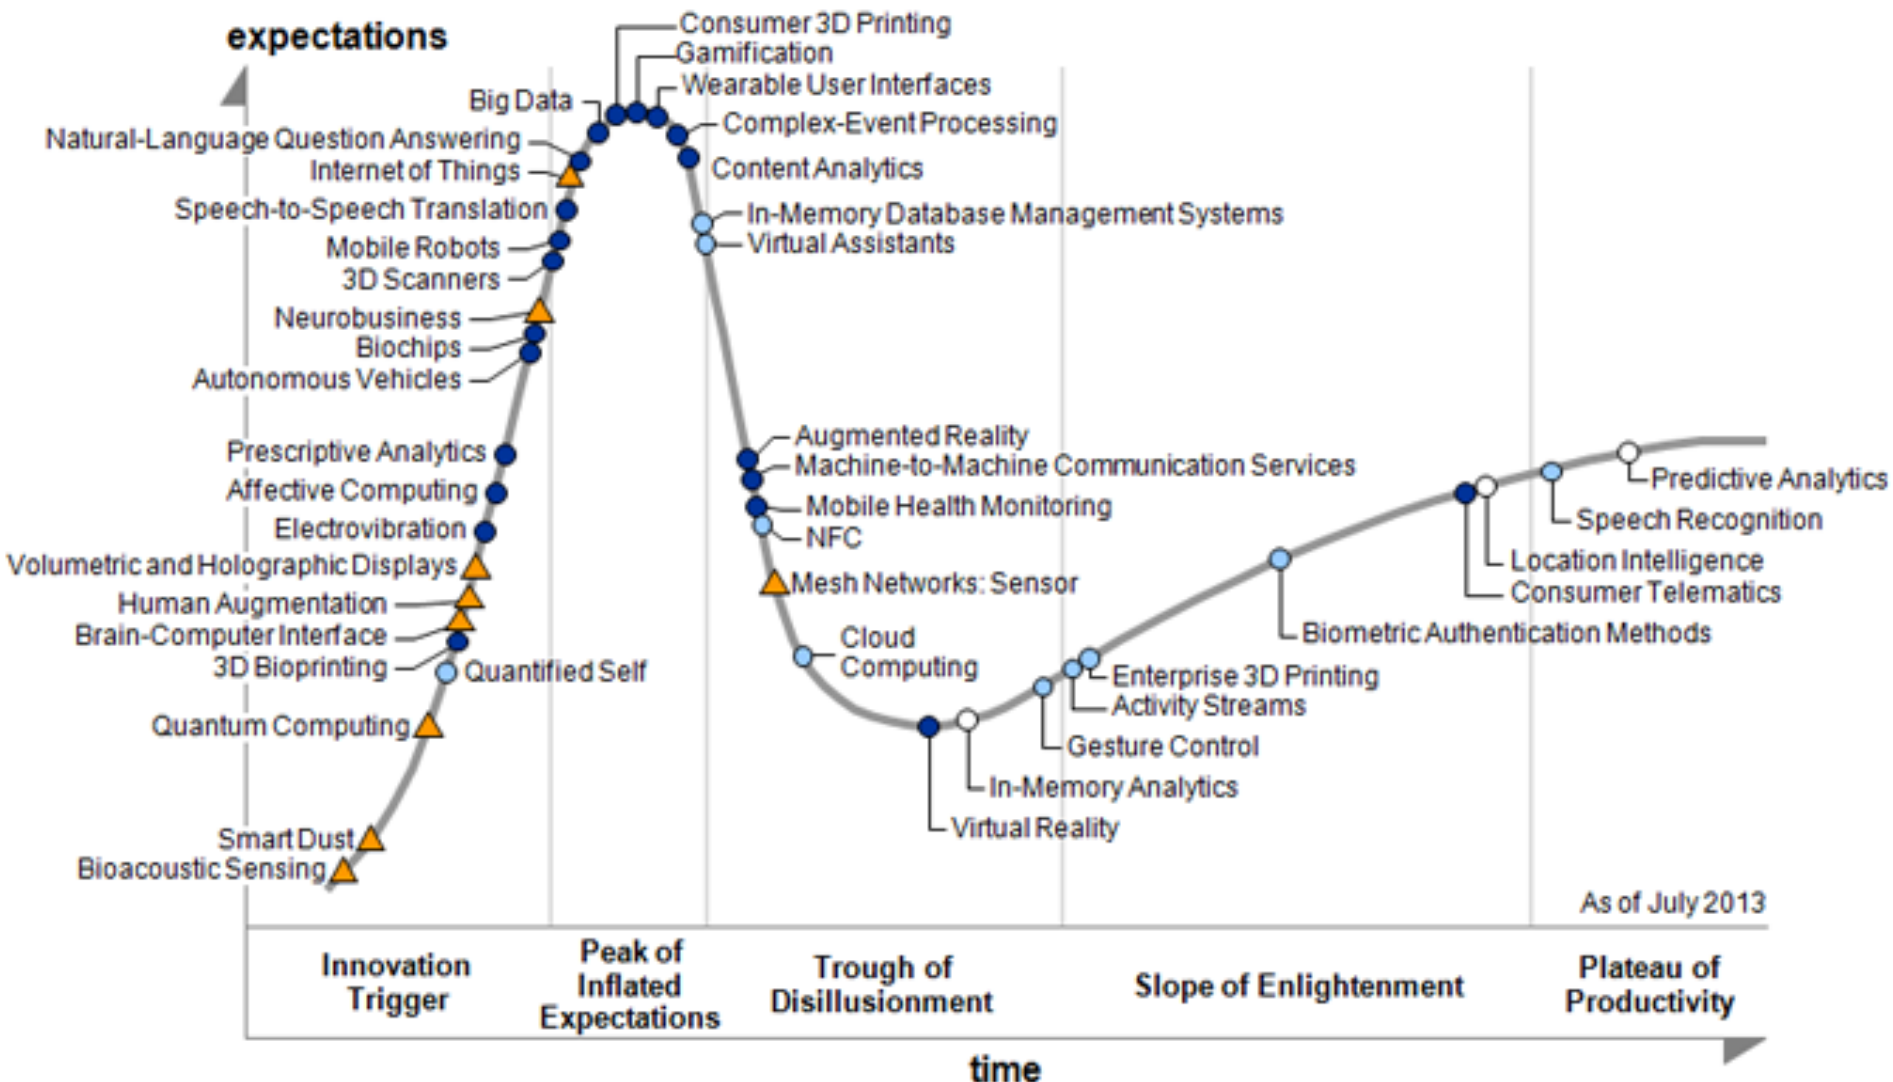 expectations
Consumer 3D Printing
Gamification
Wearable User Interfaces
Big Data
Complex-Event Processing
Natural-Language Question Answering
Internet of Things
Content Analytics
Speech-to-Speech Translation
In-Memory Database Management Systems
Mobile Robots
Virtual Assistants
3D Scanners
Neurobusiness
Biochips
Autonomous Vehicles
Augmented Reality
Prescriptive Analytics
Machine-to-Machine Communication Services
Affective Computing
Mobile Health Monitoring
Electrovibration
NFC
Volumetric and Holographic Displays
Mesh Networks: Sensor
Human Augmentation
Brain-Computer Interface
3D Bioprinting
Quantified Self
Cloud
Computing
Quantum Computing
Smart Dust
Bioacoustic Sensing
Predictive Analytics
Speech Recognition
Location Intelligence
Consumer Telematics
Biometric Authentication Methods
Enterprise 3D Printing
Activity Streams
Gesture Control
In-Memory Analytics
Virtual Reality
As of July 2013
Innovation
Trigger
Peak of
Inflated
Expectations
Trough of
Disillusionment
Slope of Enlightenment
Plateau of
Productivity
time